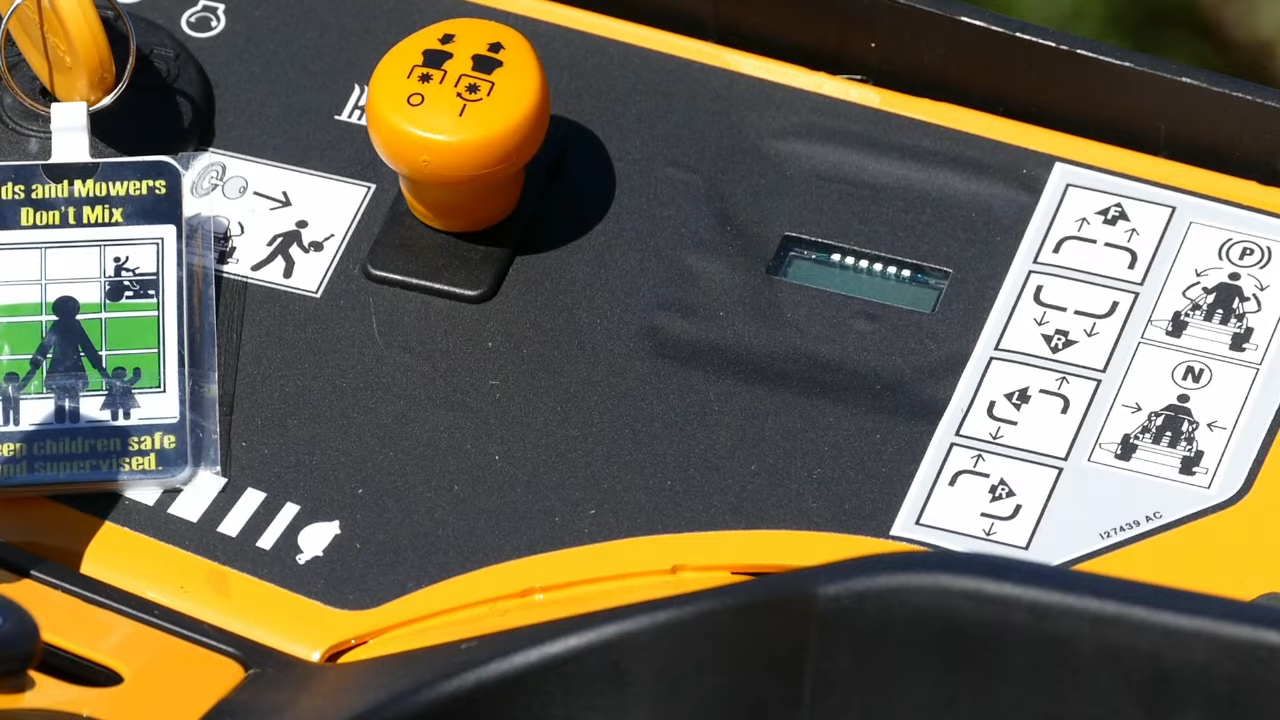 ds and Mowers
Don't Mix
eep children safe
nd supervised.
F
R
L
R
P
N
127439 AC